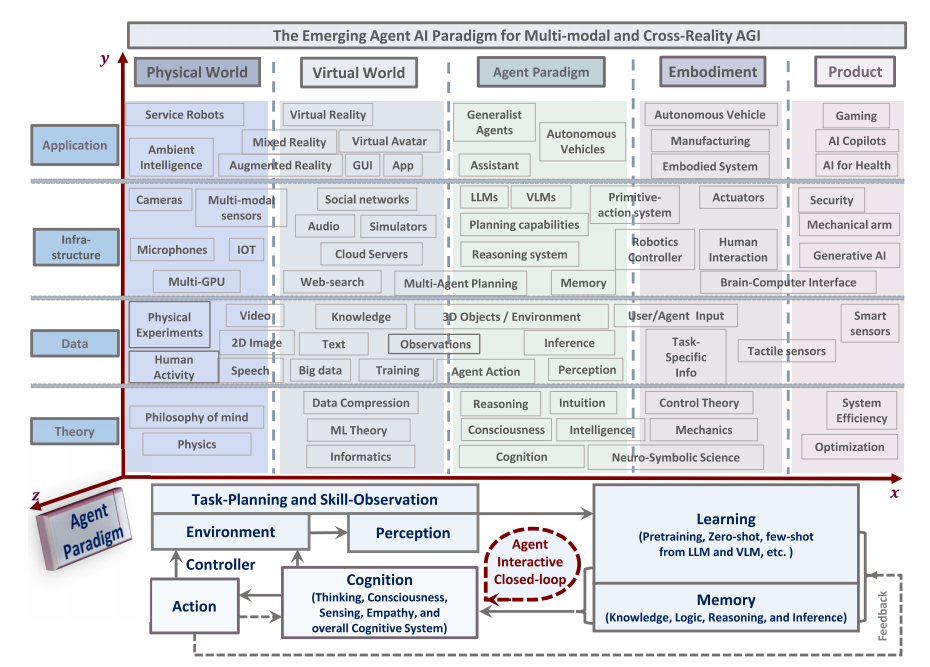 The Emerging Agent AI Paradigm for Multi-modal and Cross-Reality AGI
y
Physical World
Virtual World
Agent Paradigm
Embodiment
Product
Application
Service Robots
Ambient
Intelligence
Mixed Reality
Augmented Reality
Virtual Reality
Virtual Avatar
GUI
App
Generalist
Agents
Autonomous
Vehicles
Assistant
Autonomous Vehicle
Manufacturing
Embodied System
Gaming
AI Copilots
AI for Health
Infra-
structure
Cameras
Multi-modal
sensors
Microphones
IOT
Multi-GPU
Social networks
Audio
Simulators
Cloud Servers
Web-search
Multi-Agent Planning
LLMs
VLMs
Planning capabilities
Reasoning system
Memory
Primitive-
action system
Actuators
Robotics
Controller
Human
Interaction
Brain-Computer Interface
Security
Mechanical arm
Generative AI
Data
Physical
Experiments
Video
2D Image
Human
Activity
Speech
Knowledge
Text
Observations
Big data
Training
3D Objects / Environment
Inference
Agent Action
Perception
User/Agent Input
Task-
Specific
Info
Tactile sensors
Smart
sensors
Theory
Philosophy of mind
Physics
Data Compression
ML Theory
Informatics
Reasoning
Intuition
Consciousness
Intelligence
Cognition
Control Theory
Mechanics
Neuro-Symbolic Science
System
Efficiency
Optimization
z
x
Agent
Paradigm
Task-Planning and Skill-Observation
Environment
Perception
Controller
Action
Cognition
(Thinking, Consciousness,
Sensing, Empathy, and
overall Cognitive System)
Agent
Interactive
Closed-loop
Learning
(Pretraining, Zero-shot, few-shot
from LLM and VLM, etc. )
Memory
(Knowledge, Logic, Reasoning, and Inference)
Feedback